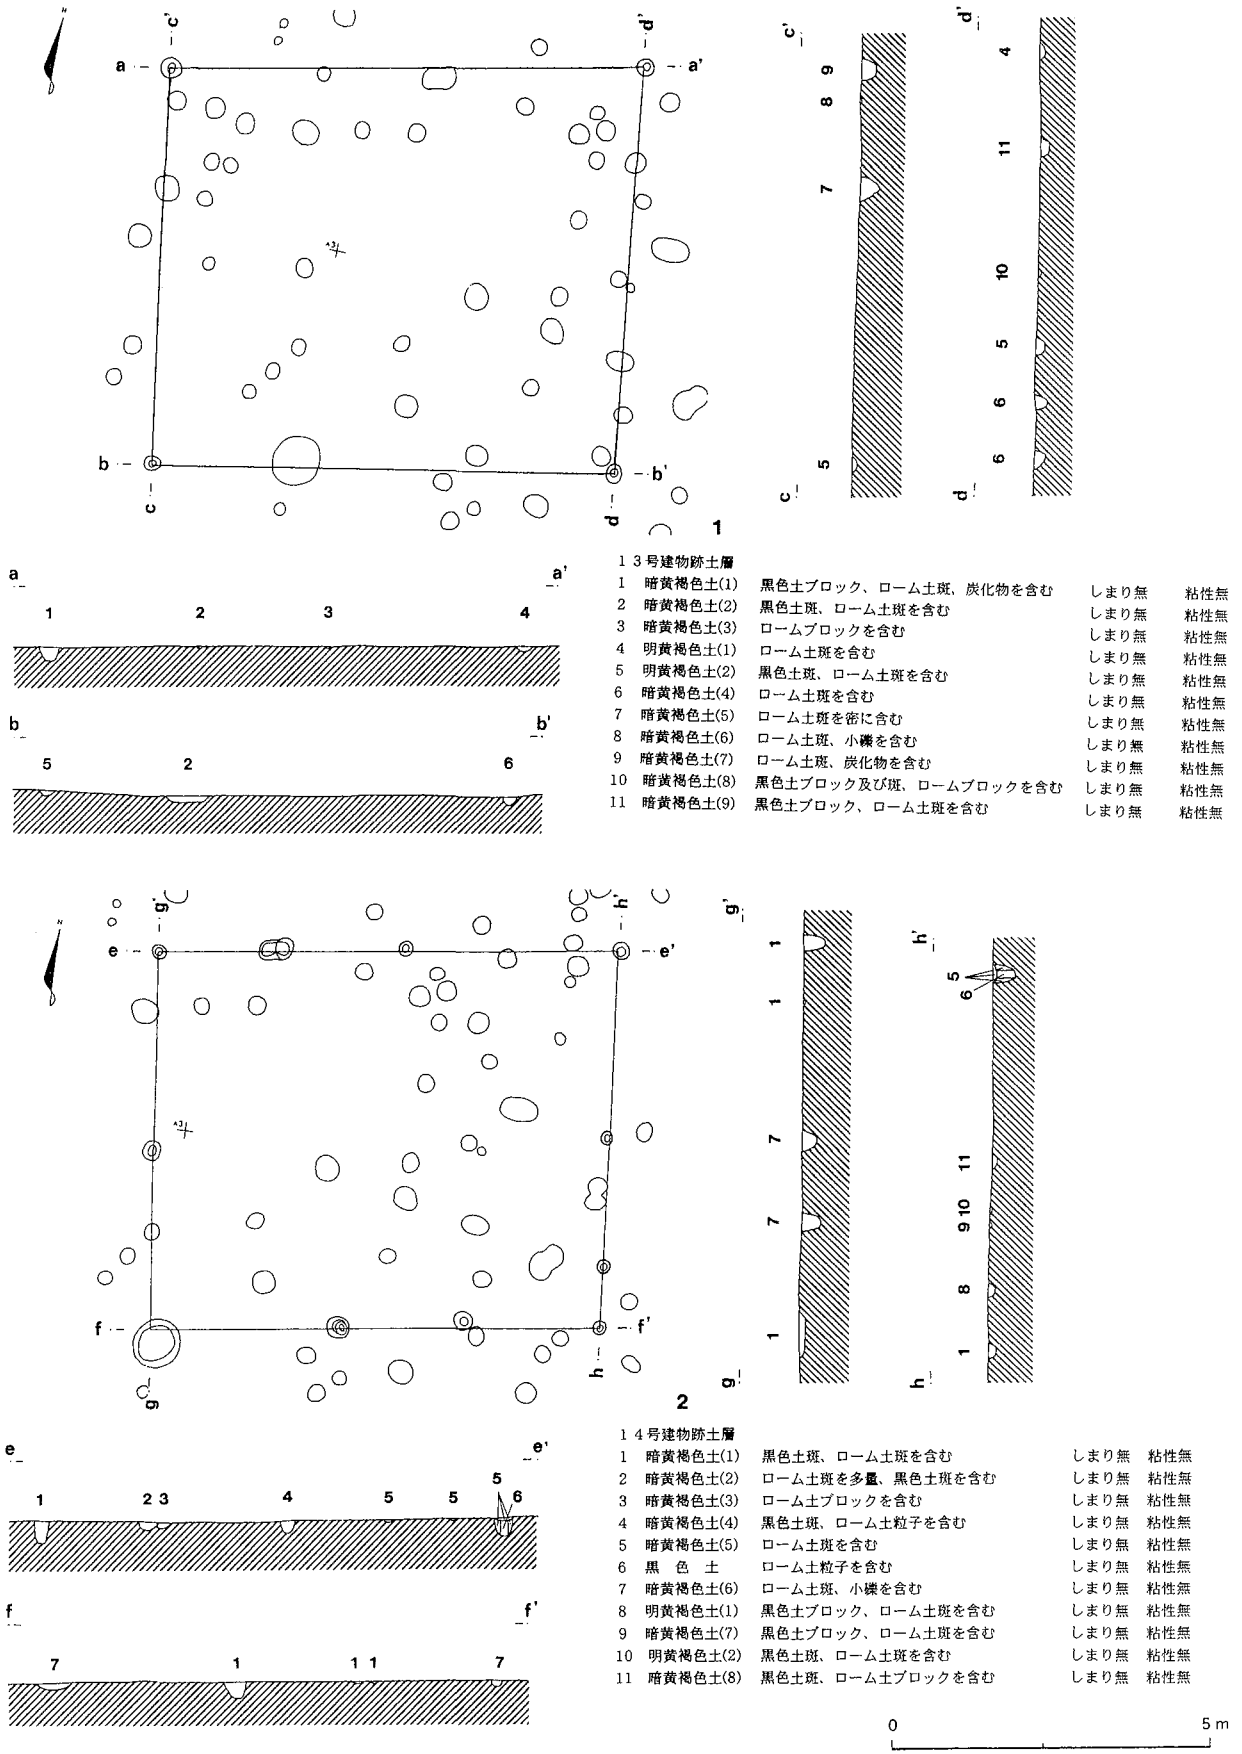 N
c' d'
a a'
A3
b b'
c d
1
c' 9 8 7 5 c
d' 4 11 10 5 6 6 d
a a'
1 2 3 4
b b'
5 2 6
13号建物跡土層
1 暗黄褐色土(1) 黒色土ブロック、ローム土斑、炭化物を含む しまり無 粘性無
2 暗黄褐色土(2) 黒色土斑、ローム土斑を含む しまり無 粘性無
3 暗黄褐色土(3) ロームブロックを含む しまり無 粘性無
4 明黄褐色土(1) ローム土斑を含む しまり無 粘性無
5 明黄褐色土(2) 黒色土斑、ローム土斑を含む しまり無 粘性無
6 暗黄褐色土(4) ローム土斑を含む しまり無 粘性無
7 暗黄褐色土(5) ローム土斑を密に含む しまり無 粘性無
8 暗黄褐色土(6) ローム土斑、小礫を含む しまり無 粘性無
9 暗黄褐色土(7) ローム土斑、炭化物を含む しまり無 粘性無
10 暗黄褐色土(8) 黒色土ブロック及び斑、ロームブロックを含む しまり無 粘性無
11 暗黄褐色土(9) 黒色土ブロック、ローム土斑を含む しまり無 粘性無
N
g' h'
e e'
A3
f f'
g h
2
g' 1 1 7 7 1 g
h' 5 6 11 10 9 8 1 h
e e'
1 2 3 4 5 5 5 6
f f'
7 1 1 1 7
14号建物跡土層
1 暗黄褐色土(1) 黒色土斑、ローム土斑を含む しまり無 粘性無
2 暗黄褐色土(2) ローム土斑を多量、黒色土斑を含む しまり無 粘性無
3 暗黄褐色土(3) ローム土ブロックを含む しまり無 粘性無
4 暗黄褐色土(4) 黒色土斑、ローム土粒子を含む しまり無 粘性無
5 暗黄褐色土(5) ローム土斑を含む しまり無 粘性無
6 黒色土 ローム土粒子を含む しまり無 粘性無
7 暗黄褐色土(6) ローム土斑、小礫を含む しまり無 粘性無
8 明黄褐色土(1) 黒色土ブロック、ローム土斑を含む しまり無 粘性無
9 暗黄褐色土(7) 黒色土ブロック、ローム土斑を含む しまり無 粘性無
10 明黄褐色土(2) 黒色土斑、ローム土斑を含む しまり無 粘性無
11 暗黄褐色土(8) 黒色土斑、ローム土ブロックを含む しまり無 粘性無
0 5m